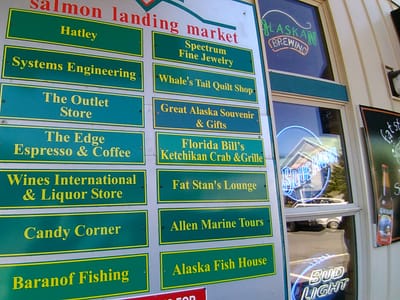 salmon landing market
Hatley
Systems Engineering
The Outlet
Store
The Edge
Espresso & Coffee
Wines International
& Liquor Store
Candy Corner
Baranof Fishing
Spectrum
Fine Jewelry
Whale's Tail Quilt Shop
Great Alaska Souvenir
& Gifts
Florida Bill's
Ketchikan Crab &Grille
Fat Stan's Lounge
Allen Marine Tours
Alaska Fish House
ALASKAN
BREWING
BUD
LIGHT